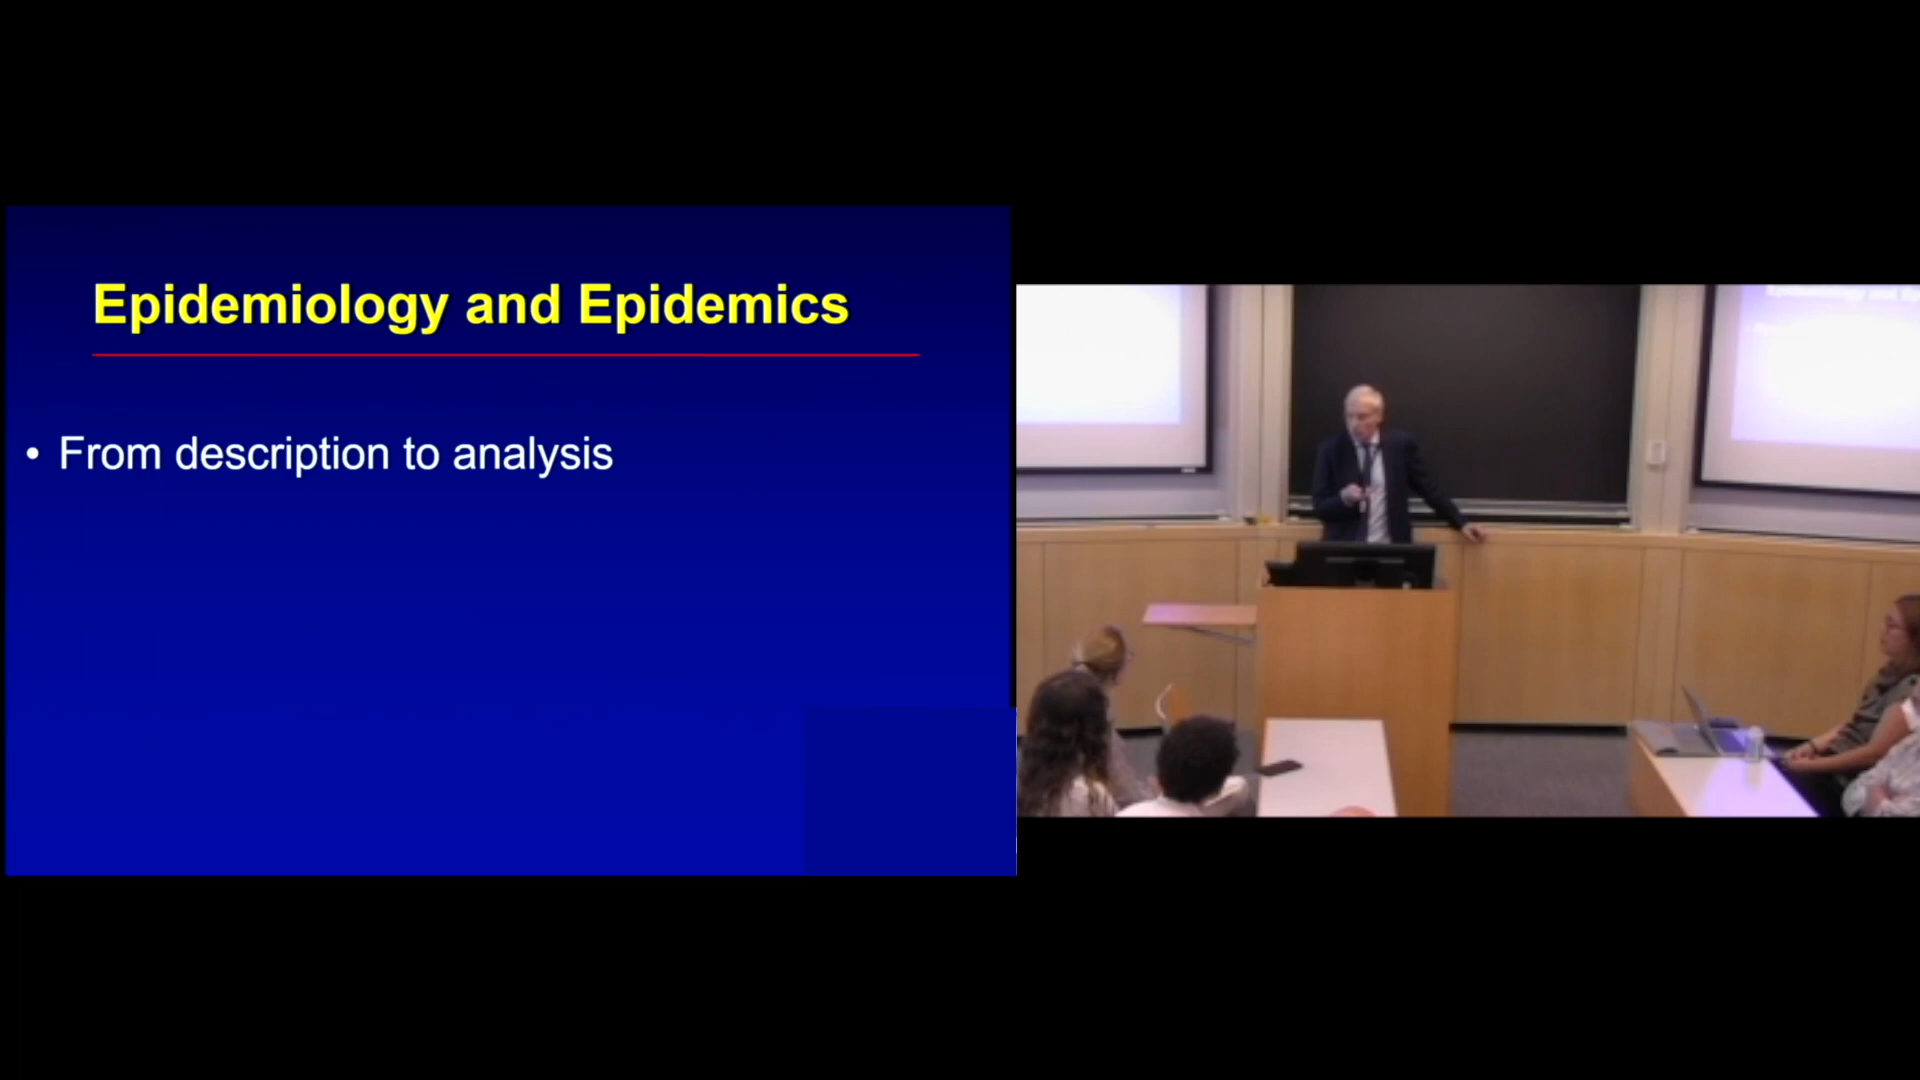 Epidemiology and Epidemics
• From description to analysis